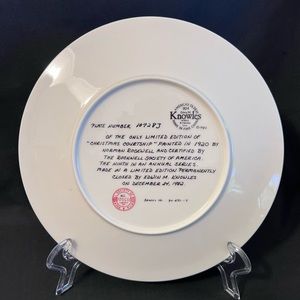 Knowles
PLATE NUMBER 107283
OF THE ONLY LIMITED EDITION OF
"CHRISTMAS COURTSHIP" PAINTED IN 1920 BY
NORMAN ROCKWELL AND CERTIFIED BY
THE ROCKWELL SOCIETY OF AMERICA.
THE NINTH IN AN ANNUAL SERIES
MADE IN A LIMITED EDITION PERMANENTLY
CLOSED BY EDWIN M. KNOWLES
ON DECEMBER 24, 1982.